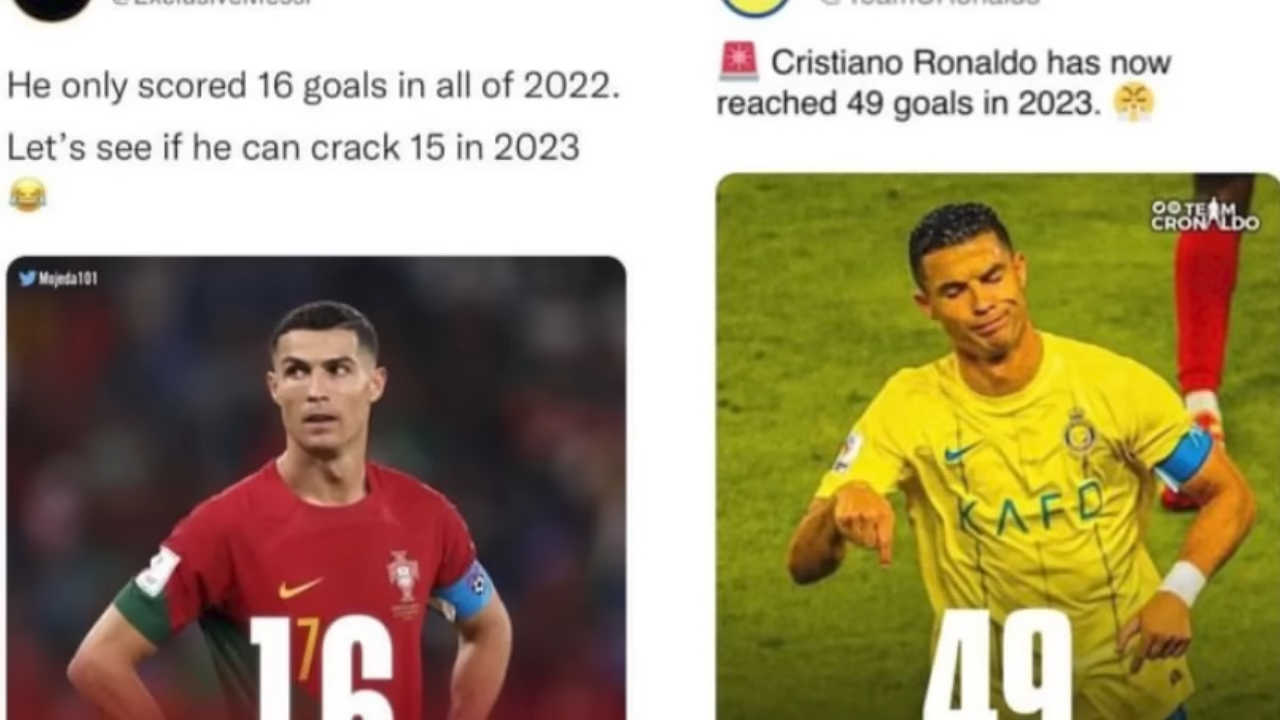 He only scored 16 goals in all of 2022.
Let's see if he can crack 15 in 2023
😂
Mojeda101
7
16
🚨 Cristiano Ronaldo has now
reached 49 goals in 2023. 😤
TEAM
CRONALDO
KAFD
49